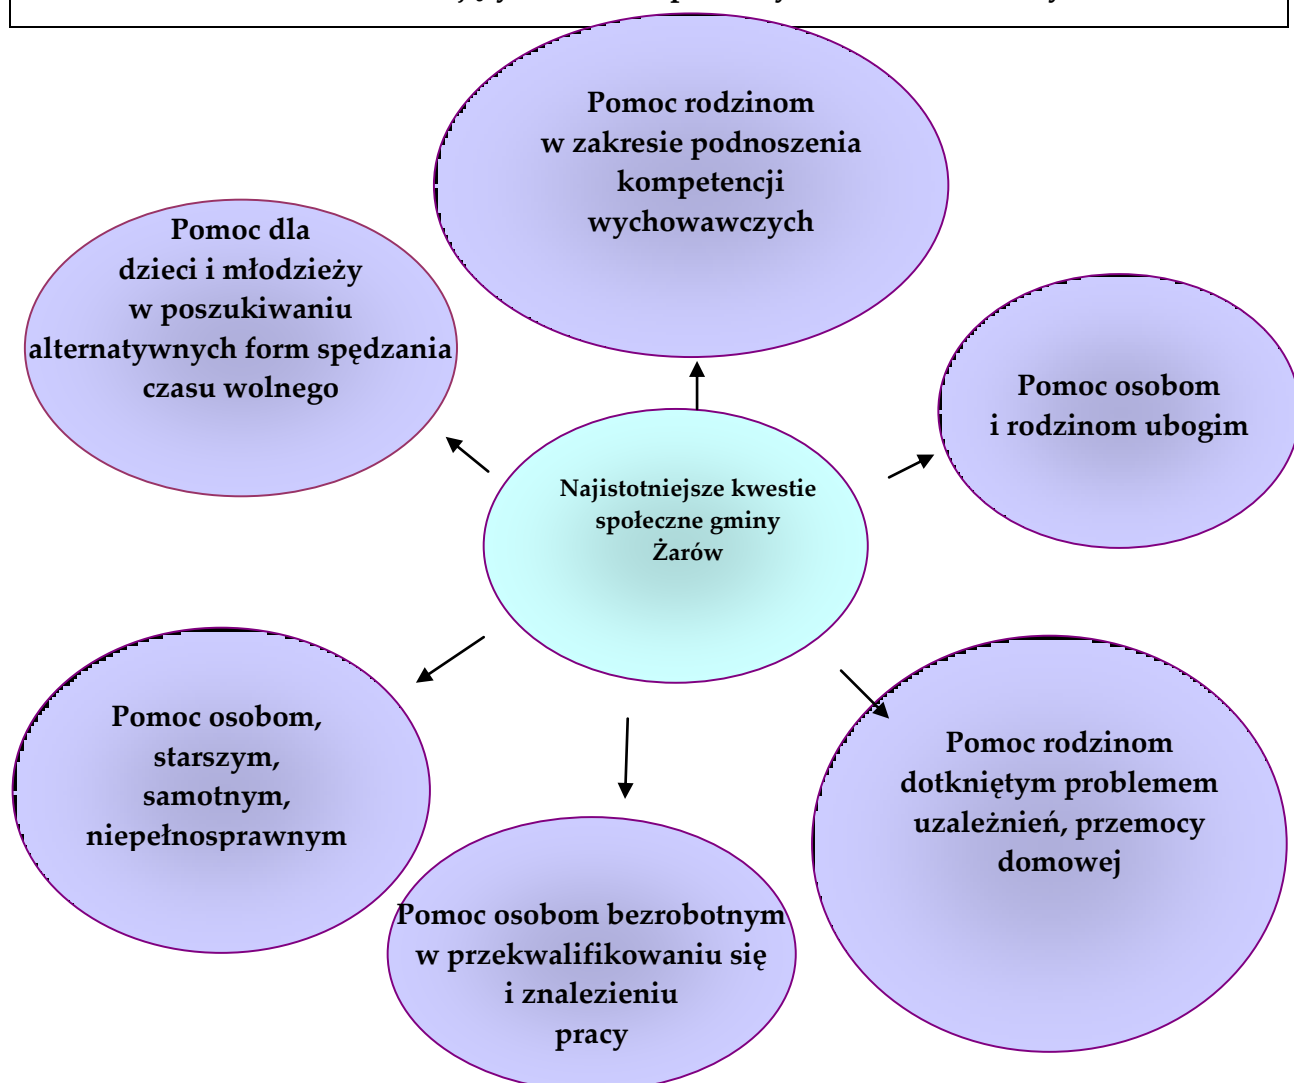 Pomoc rodzinom
w zakresie podnoszenia
kompetencji
wychowawczych
Pomoc dla
dzieci i młodzieży
w poszukiwaniu
alternatywnych form spędzania
czasu wolnego
Pomoc osobom
i rodzinom ubogim
Najistotniejsze kwestie
społeczne gminy
Żarów
Pomoc osobom,
starszym,
samotnym,
niepełnosprawnym
Pomoc rodzinom
dotkniętym problemem
uzależnień, przemocy
domowej
Pomoc osobom bezrobotnym
w przekwalifikowaniu się
i znalezieniu
pracy